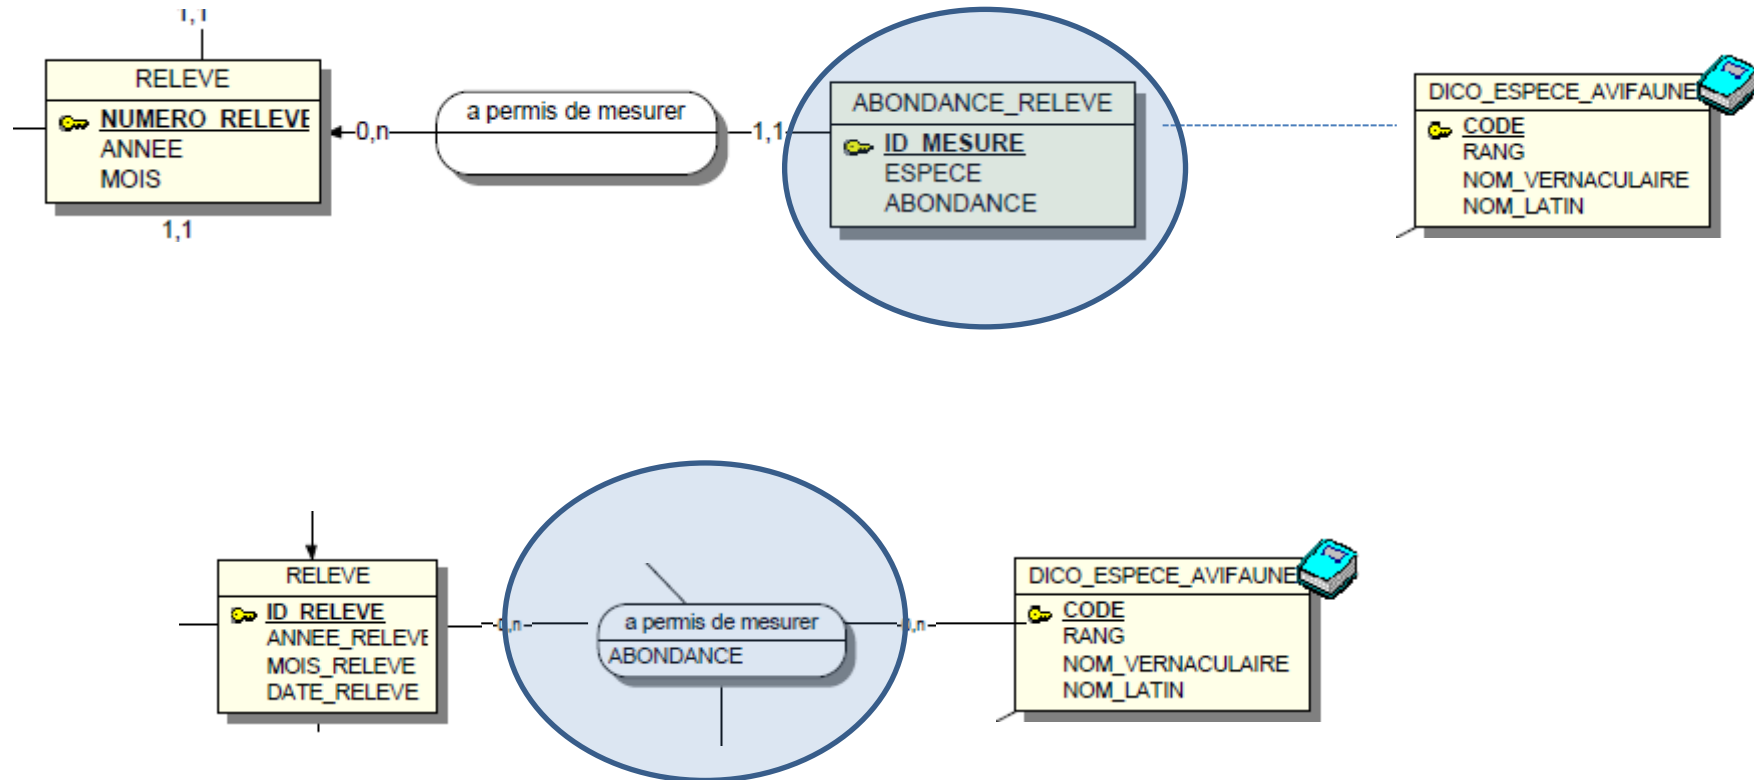 1,1
RELEVE
NUMERO_RELEVE
ANNEE
MOIS
1,1
0,n
a permis de mesurer
1,1
ABONDANCE_RELEVE
ID_MESURE
ESPECE
ABONDANCE
DICO_ESPECE_AVIFAUNE
CODE
RANG
NOM_VERNACULAIRE
NOM_LATIN
RELEVE
ID_RELEVE
ANNEE_RELEVE
MOIS_RELEVE
DATE_RELEVE
0,n
a permis de mesurer
ABONDANCE
0,n
DICO_ESPECE_AVIFAUNE
CODE
RANG
NOM_VERNACULAIRE
NOM_LATIN